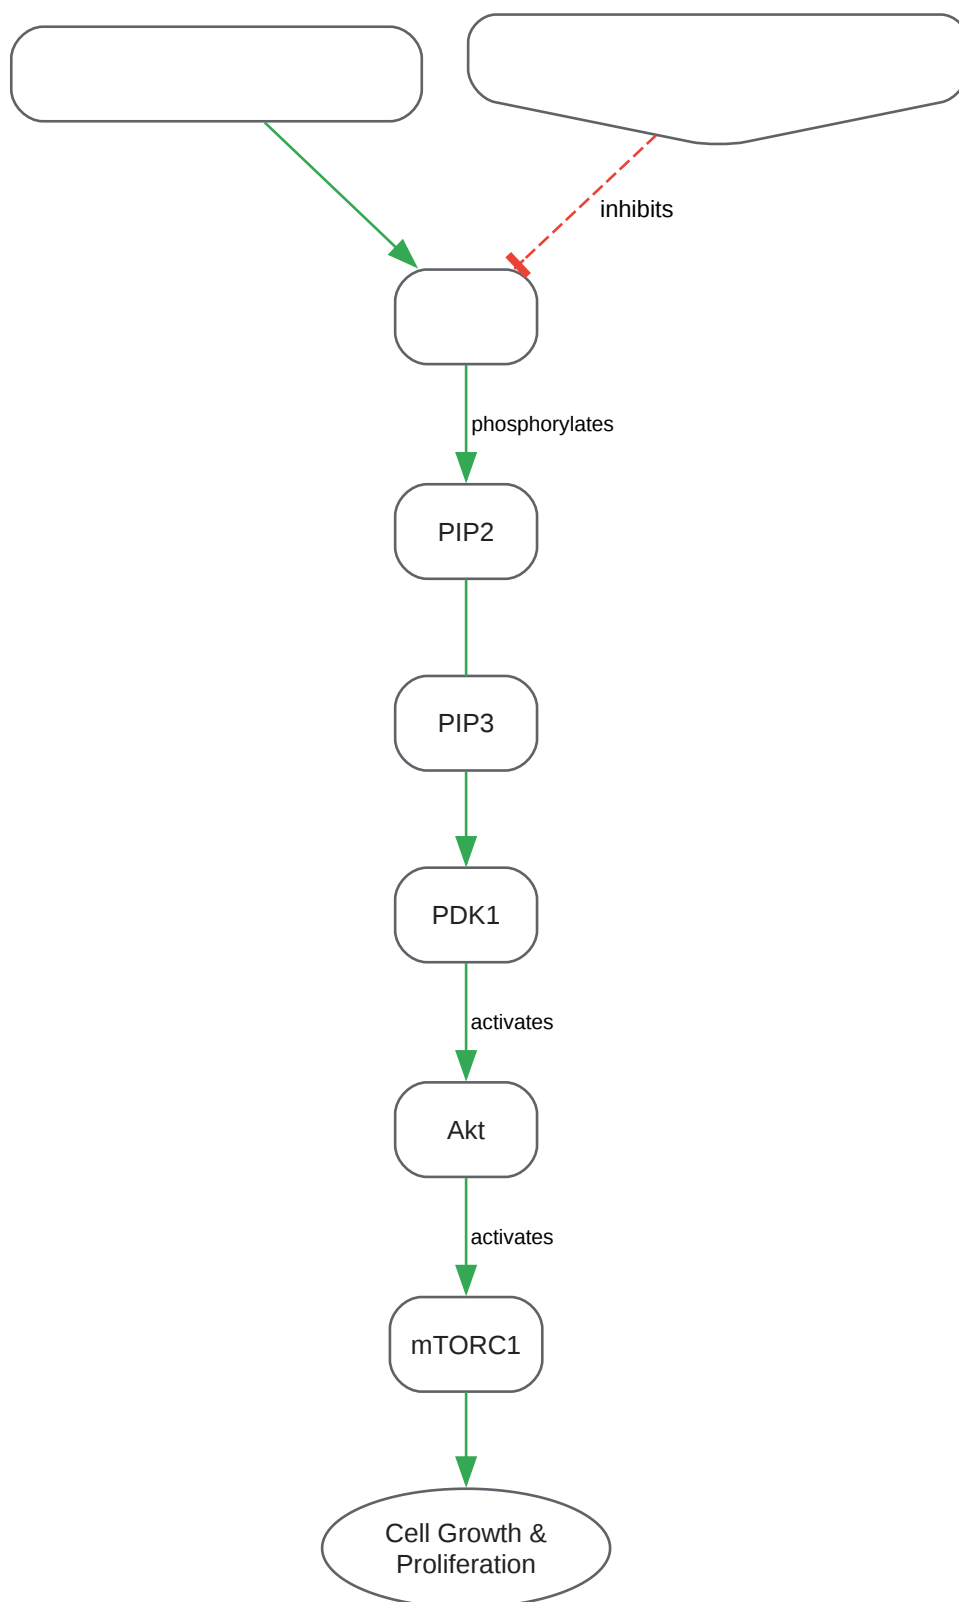 inhibits
phosphorylates
PIP2
PIP3
PDK1
activates
Akt
activates
mTORC1
Cell Growth &
Proliferation